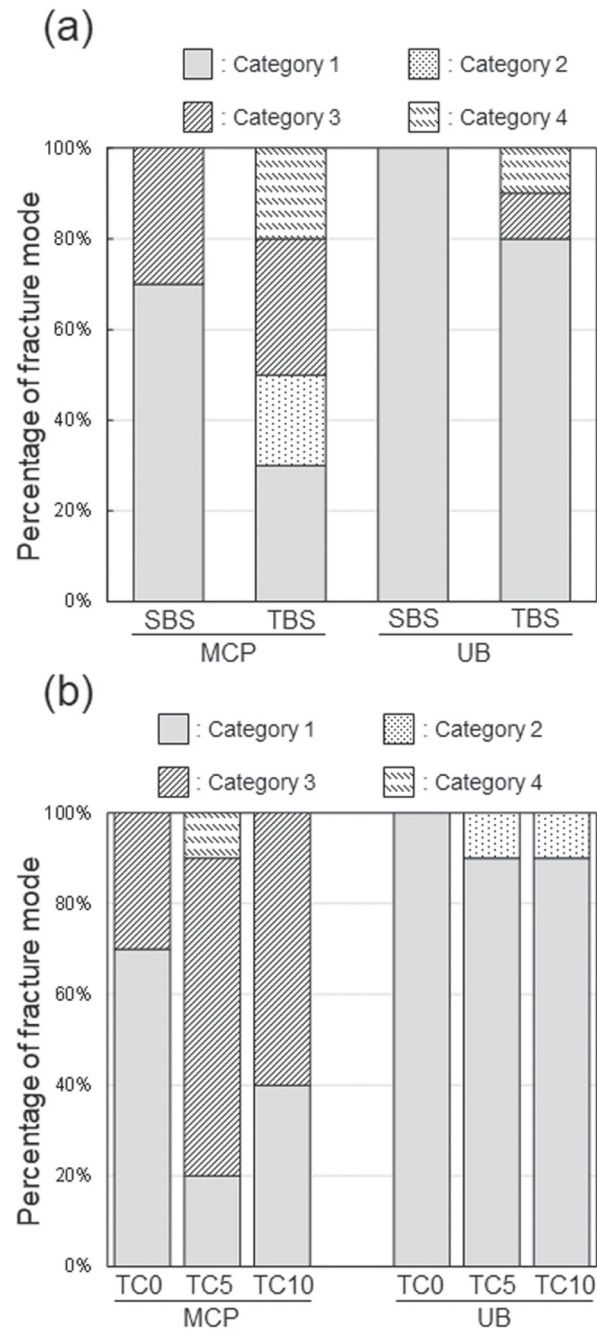 (a)
: Category 1 : Category 2
: Category 3 : Category 4
Percentage of fracture mode
100%
80%
60%
40%
20%
0%
SBS TBS SBS TBS
MCP UB
(b)
: Category 1 : Category 2
: Category 3 : Category 4
Percentage of fracture mode
100%
80%
60%
40%
20%
0%
TC0 TC5 TC10 TC0 TC5 TC10
MCP UB